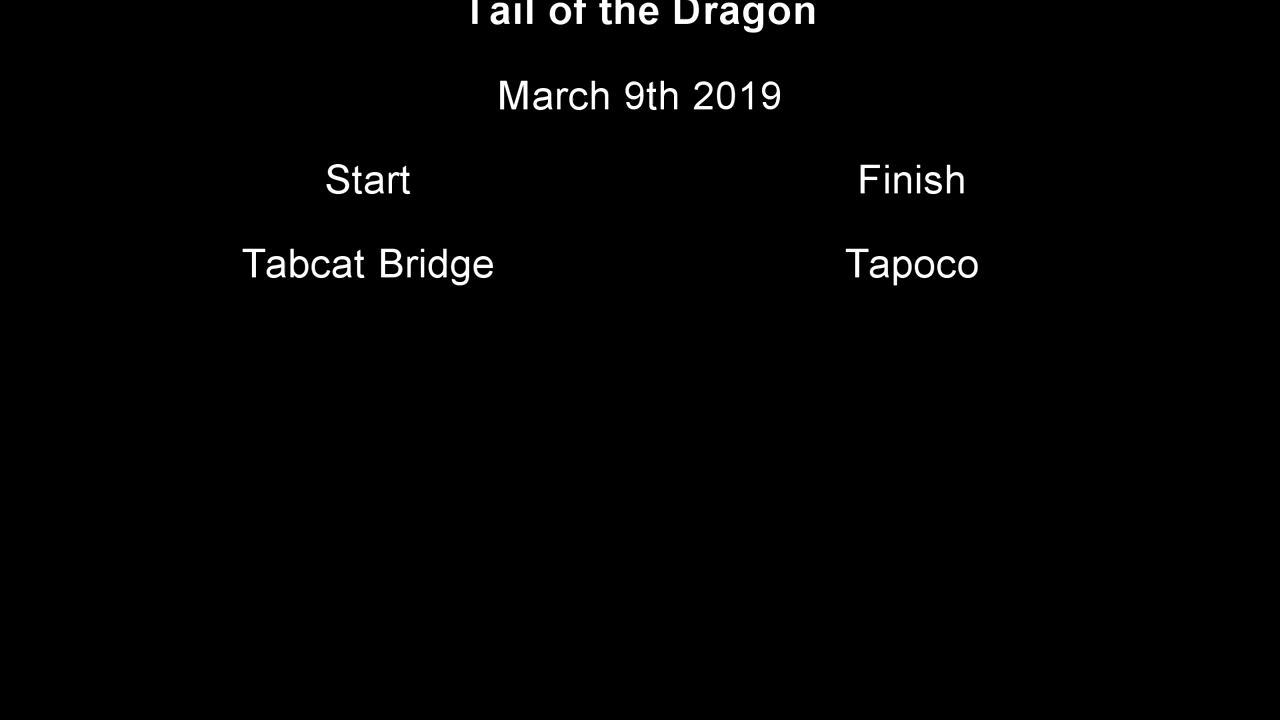 Tail of the Dragon
March 9th 2019
Start Finish
Tabcat Bridge Tapoco